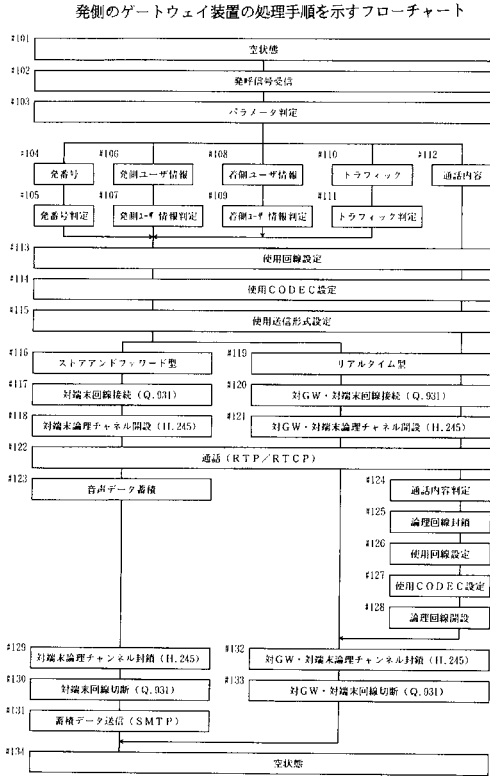 発側のゲートウェイ装置の処理手順を示すフローチャート
#101
空状態
#102
発呼信号受信
#103
パラメータ判定
#104 #106 #108 #110 #112
発番号 発側ユーザ情報 着側ユーザ情報 トラフィック 通話内容
#105 #107 #109 #111
発番号判定 発側ユーザ情報判定 着側ユーザ情報判定 トラフィック判定
#113
使用回線設定
#114
使用CODEC設定
#115
使用送信形式設定
#116 #119
ストアアンドフォワード型 リアルタイム型
#117 #120
対端末回線接続(Q.931) 対GW・対端末回線接続(Q.931)
#118 #121
対端末論理チャネル開設(H.245) 対GW・対端末論理チャネル開設(H.245)
#122
通話(RTP/RTCP)
#123 #124
音声データ蓄積 通話内容判定
#125
論理回線封鎖
#126
使用回線設定
#127
使用CODEC設定
#128
論理回線開設
#129 #132
対端末論理チャンネル封鎖(H.245) 対GW・対端末論理チャンネル封鎖(H.245)
#130 #133
対端末回線切断(Q.931) 対GW・対端末回線切断(Q.931)
#131
蓄積データ送信(SMTP)
#134
空状態